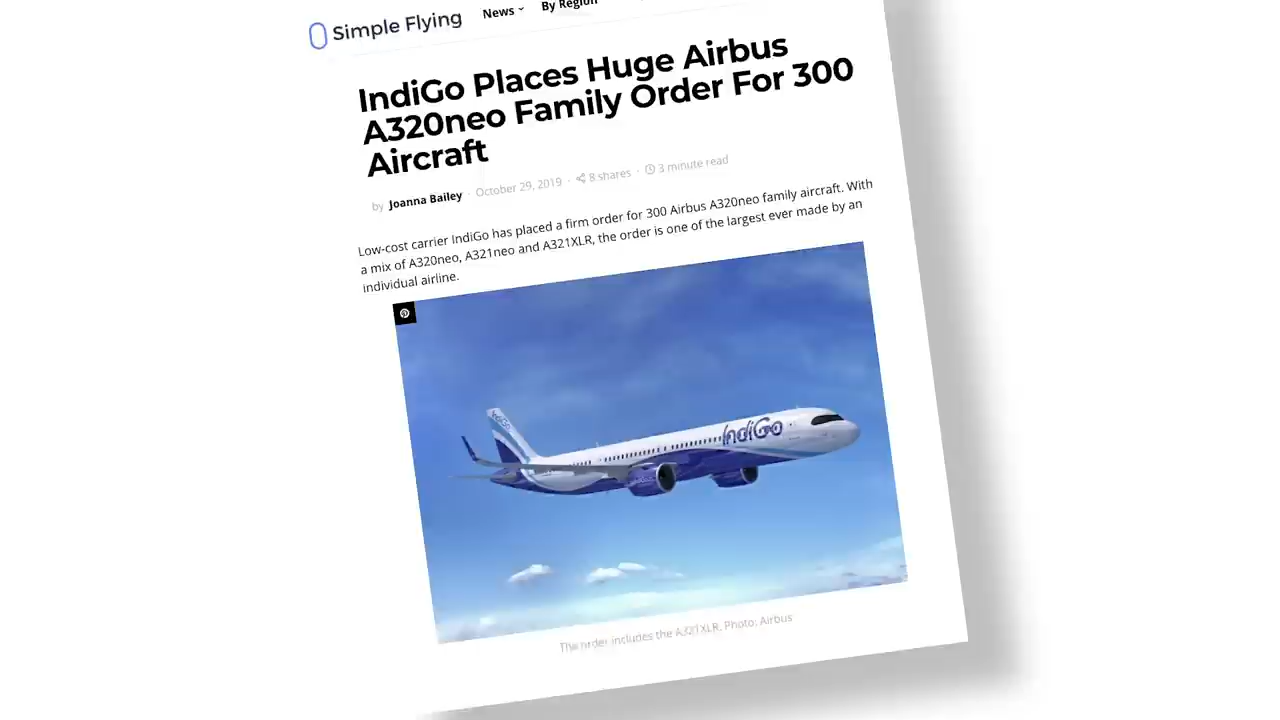 Simple Flying
News
By Region
IndiGo Places Huge Airbus
A320neo Family Order For 300
Aircraft
by Joanna Bailey · October 29, 2019 · 8 shares · 3 minute read
Low-cost carrier IndiGo has placed a firm order for 300 Airbus A320neo family aircraft. With
a mix of A320neo, A321neo and A321XLR, the order is one of the largest ever made by an
individual airline.
IndiGo
The order includes the A321XLR. Photo: Airbus